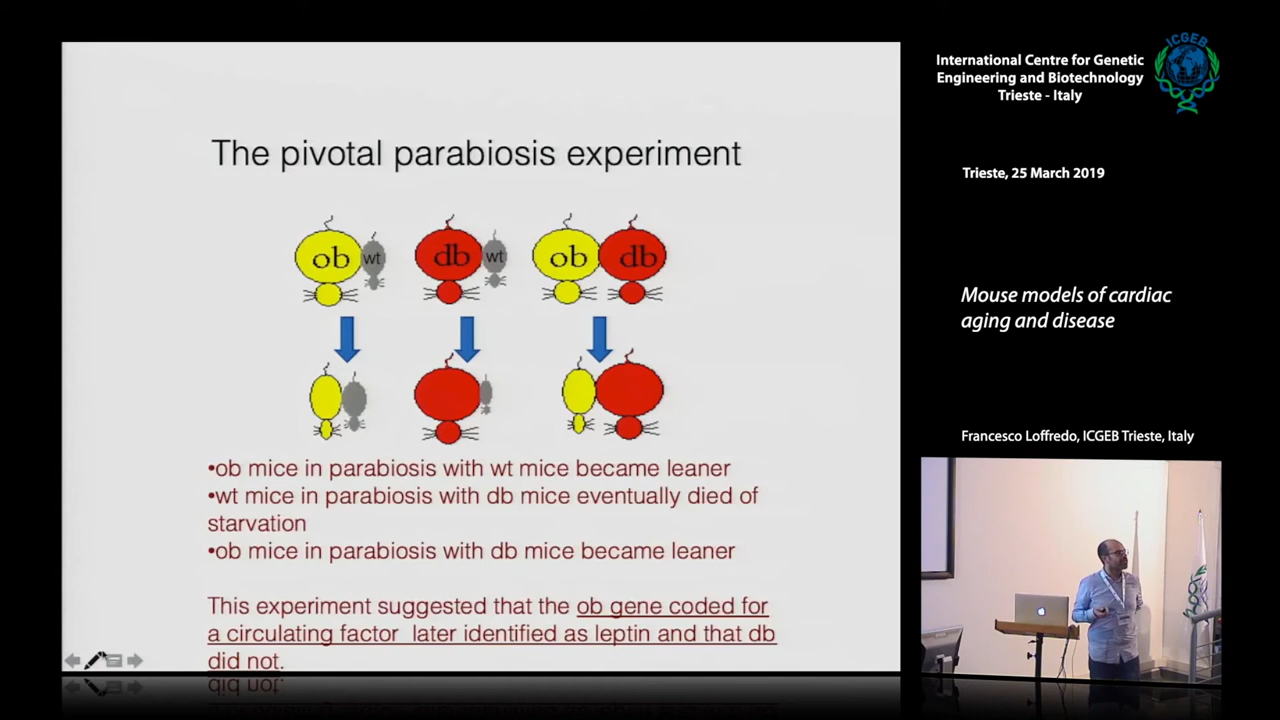 The pivotal parabiosis experiment
ob wt db wt ob db
•ob mice in parabiosis with wt mice became leaner
•wt mice in parabiosis with db mice eventually died of
starvation
•ob mice in parabiosis with db mice became leaner
This experiment suggested that the ob gene coded for
a circulating factor later identified as leptin and that db
did not.
International Centre for Genetic
Engineering and Biotechnology
Trieste - Italy
ICGEB
Trieste, 25 March 2019
Mouse models of cardiac
aging and disease
Francesco Loffredo, ICGEB Trieste, Italy